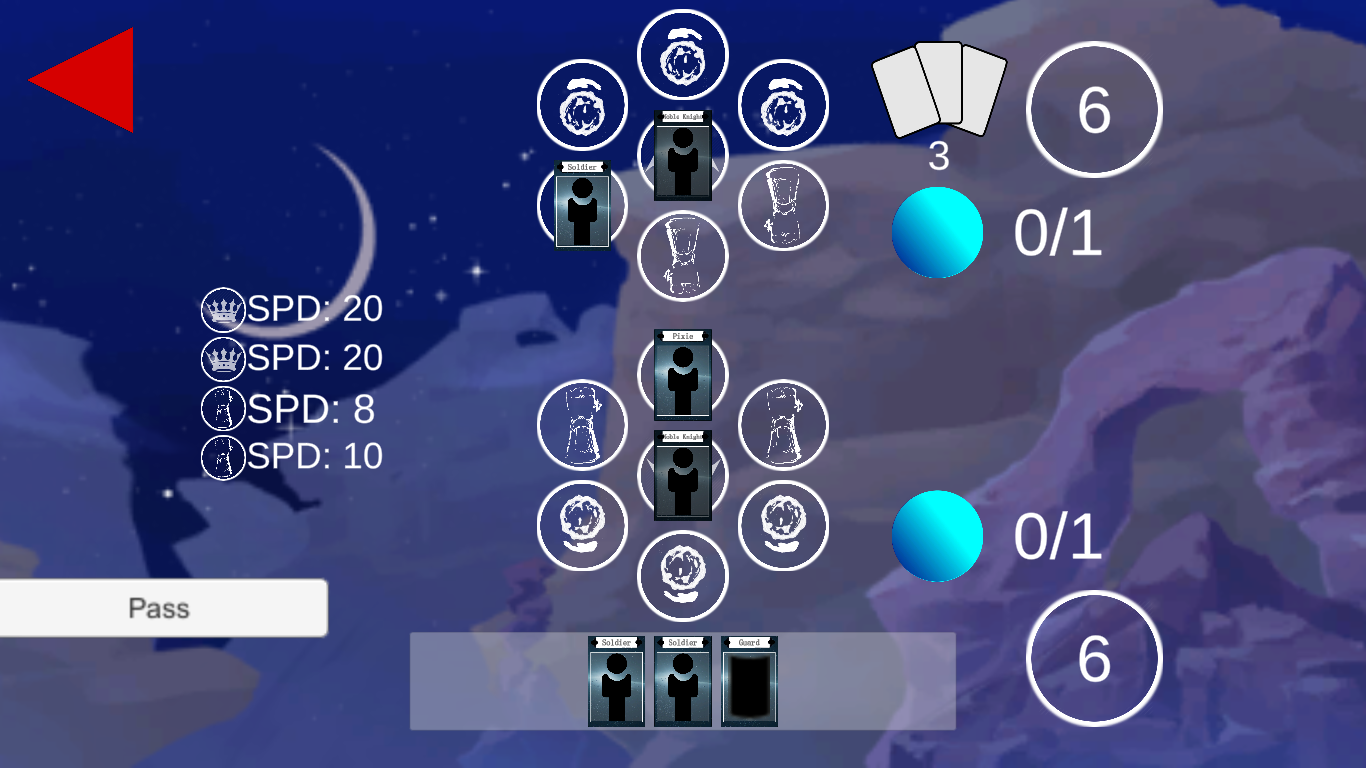 6
Noble Knight
3
Soldier
0/1
SPD: 20
Pixie
SPD: 20
SPD: 8
Noble Knight
SPD: 10
0/1
Pass
Soldier
Soldier
Guard
6